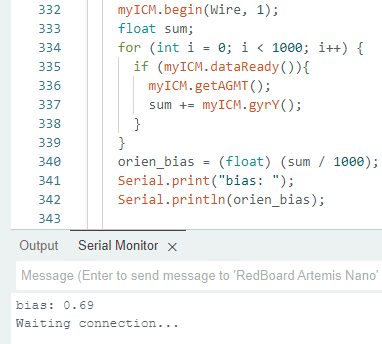 332 myICM.begin(Wire, 1);
333 float sum;
334 for (int i = 0; i < 1000; i++) {
335 if (myICM.dataReady()){
336 myICM.getAGMT();
337 sum += myICM.gyrY();
338 }
339 }
340 orien_bias = (float) (sum / 1000);
341 Serial.print("bias: ");
342 Serial.println(orien_bias);
343
Output Serial Monitor ×
Message (Enter to send message to 'RedBoard Artemis Nano'
bias: 0.69
Waiting connection...